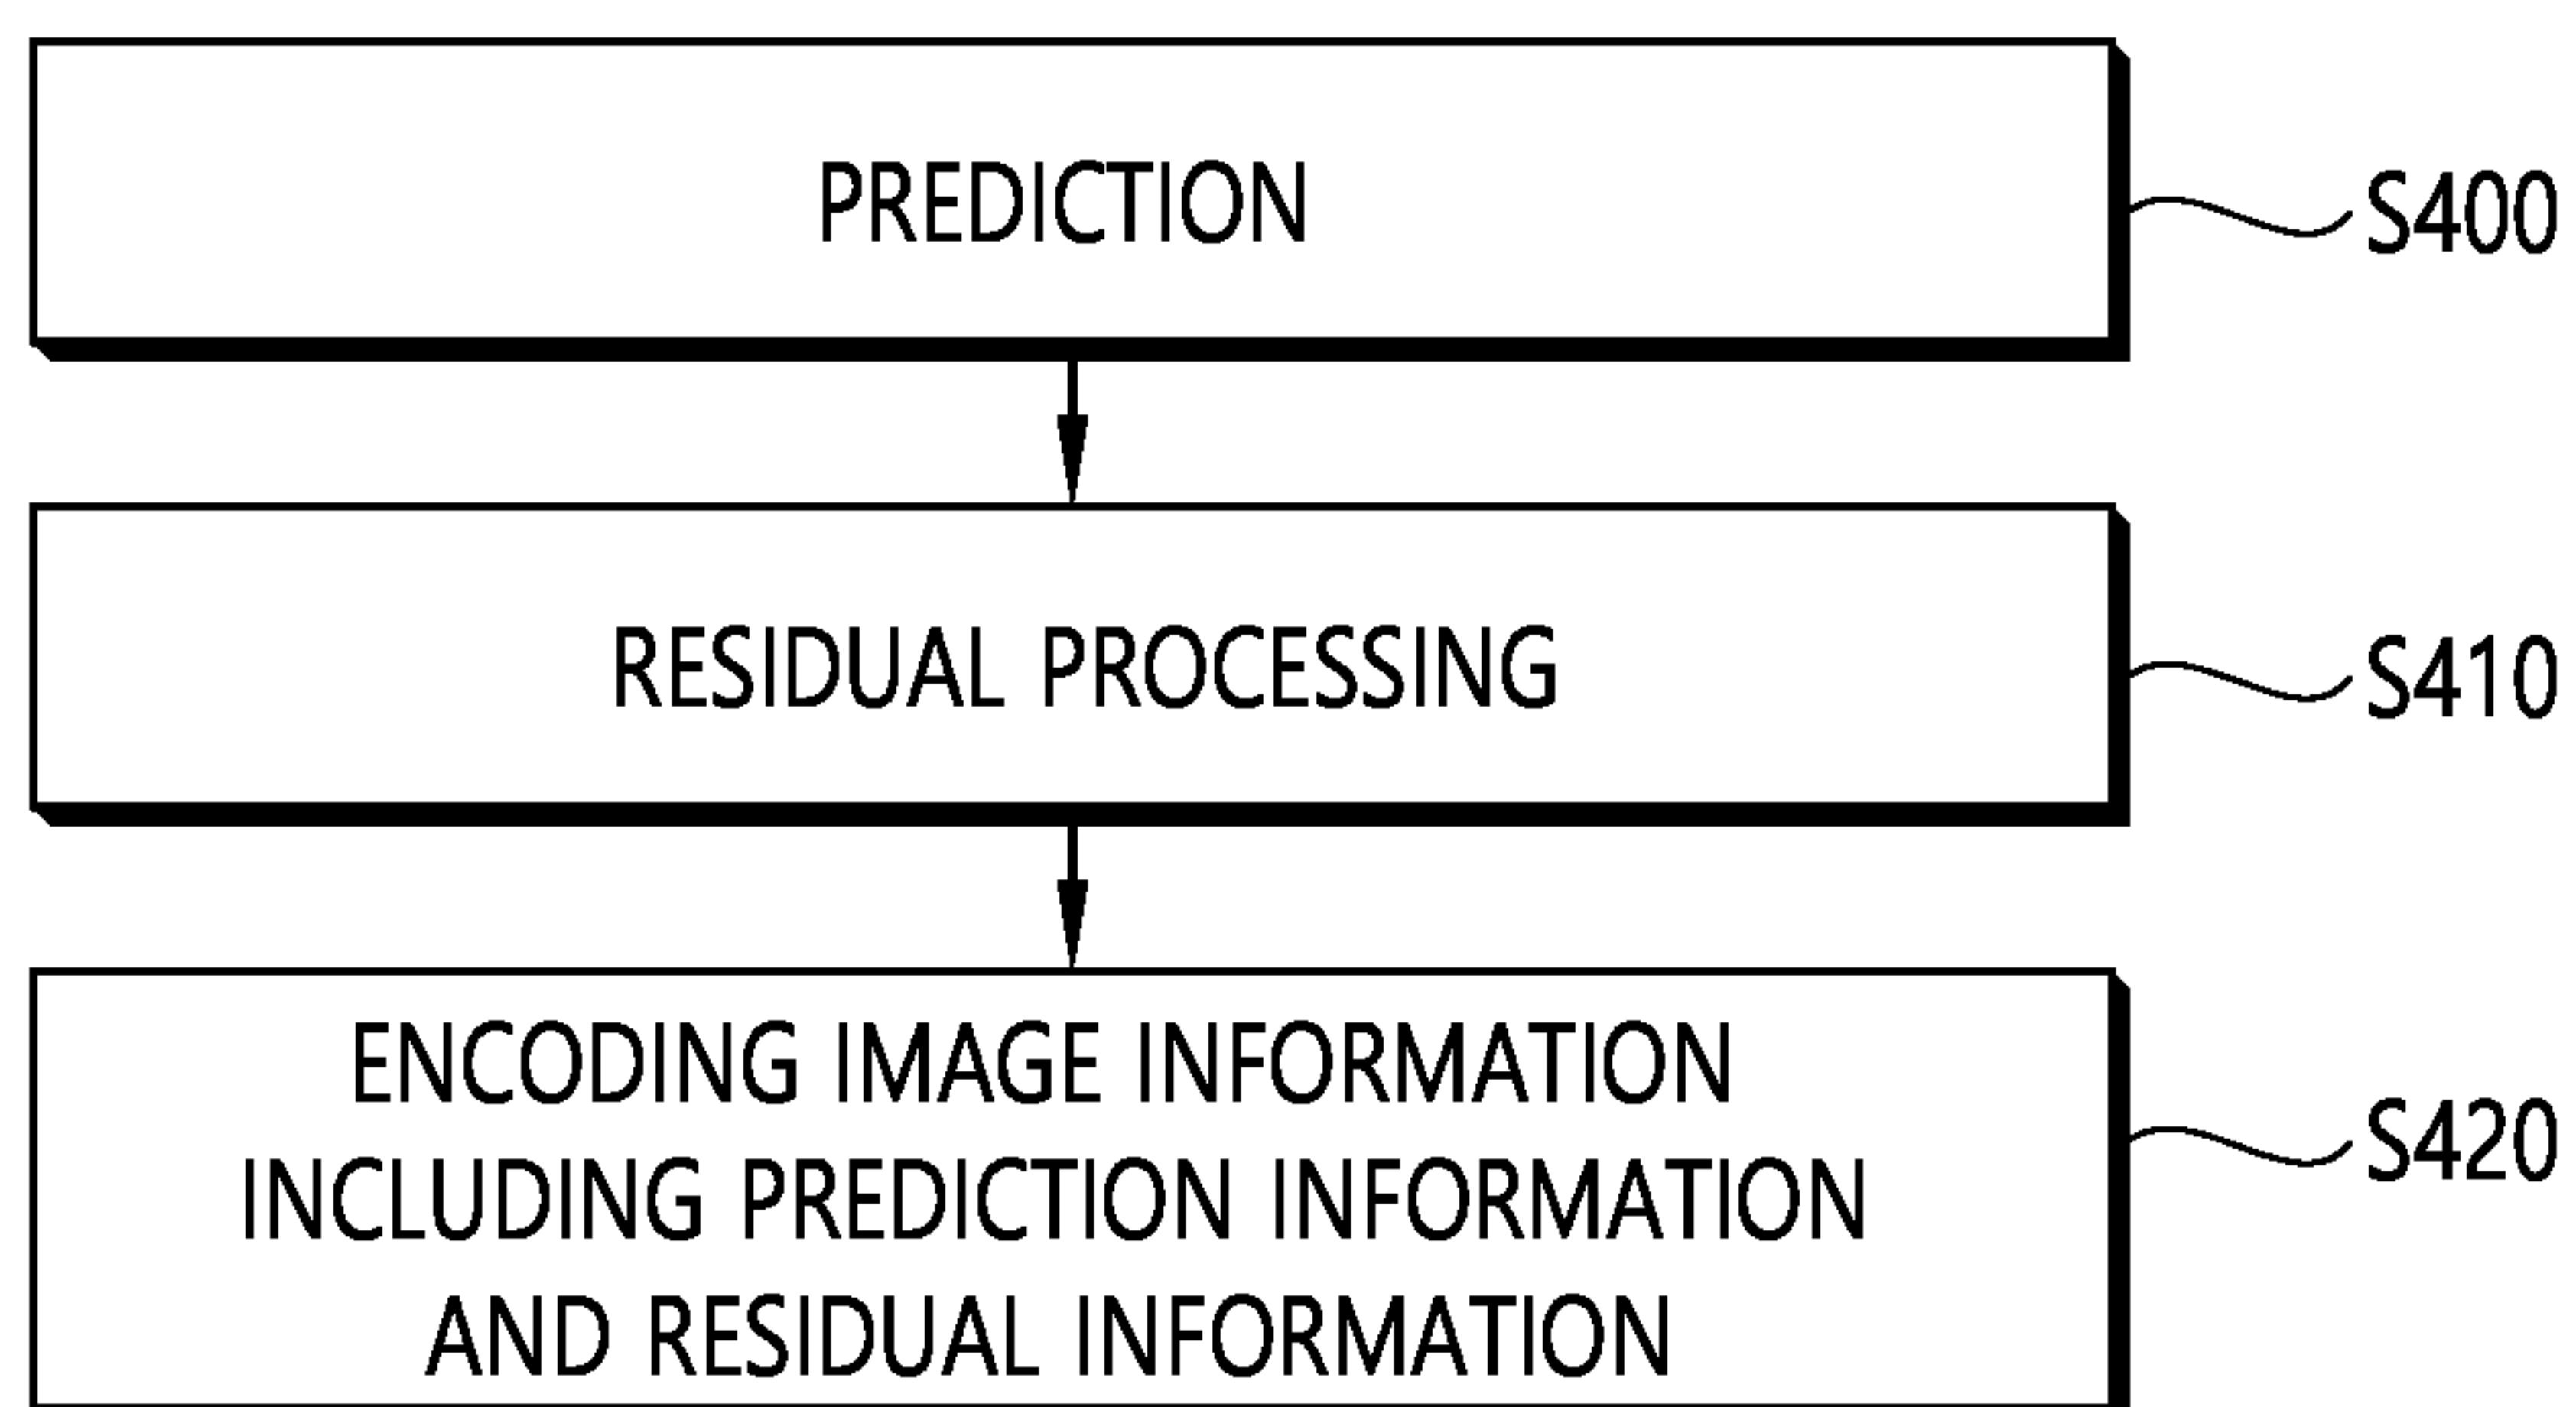 PREDICTION
S400
RESIDUAL PROCESSING
S410
ENCODING IMAGE INFORMATION
INCLUDING PREDICTION INFORMATION
AND RESIDUAL INFORMATION
S420